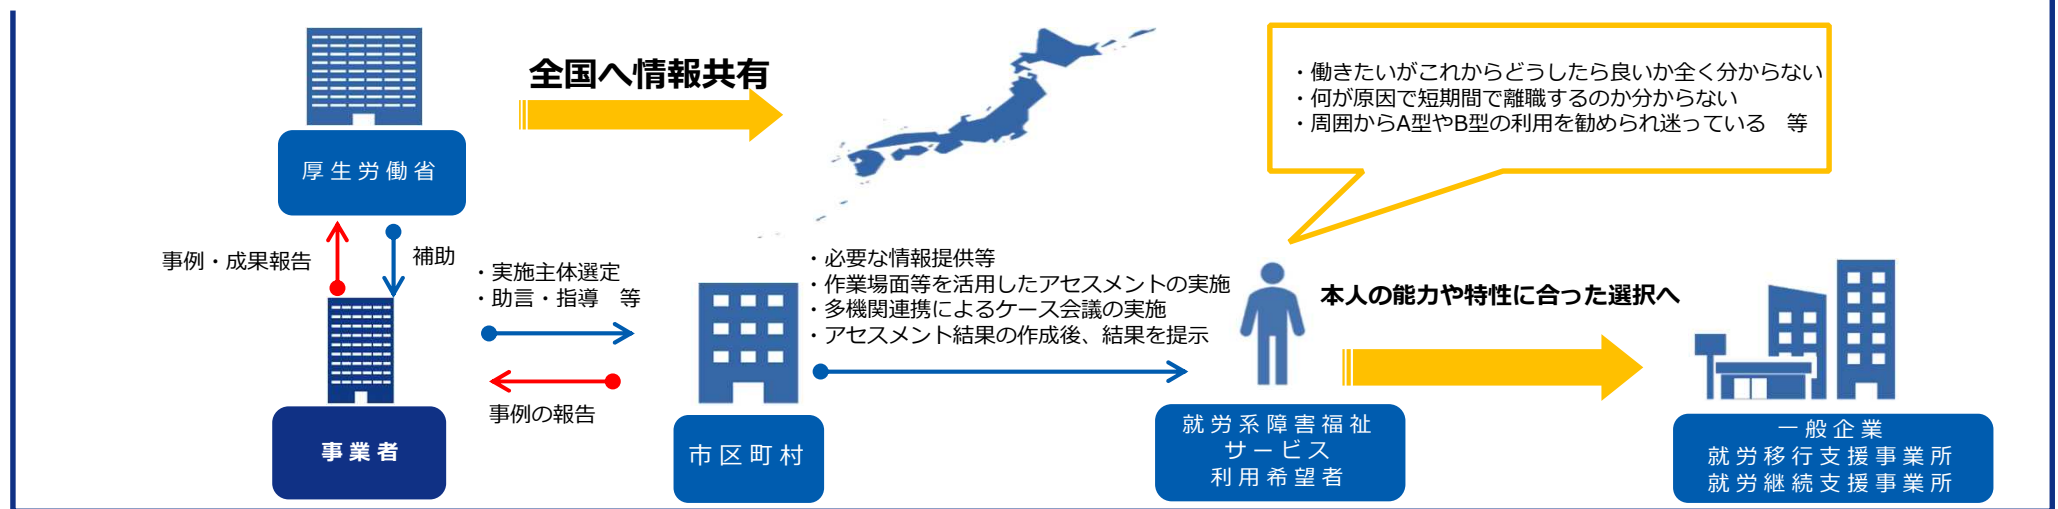 全国へ情報共有
・働きたいがこれからどうしたら良いか全く分からない
・何が原因で短期間で離職するのか分からない
・周囲からA型やB型の利用を勧められ迷っている　等
厚生労働省
事例・成果報告
補助
・実施主体選定
・助言・指導　等
事例の報告
事業者
・必要な情報提供等
・作業場面等を活用したアセスメントの実施
・多機関連携によるケース会議の実施
・アセスメント結果の作成後、結果を提示
市区町村
就労系障害福祉
サービス
利用希望者
本人の能力や特性に合った選択へ
一般企業
就労移行支援事業所
就労継続支援事業所